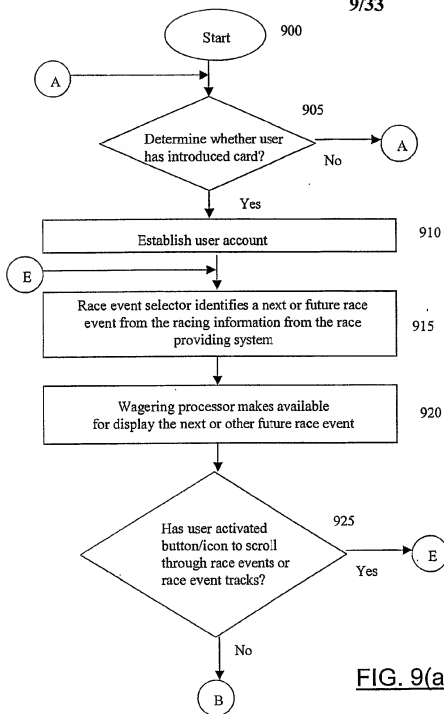 9/33
Start
900
A
905
Determine whether user
has introduced card?
A
No
Yes
Establish user account
910
E
Race event selector identifies a next or future race
event from the racing information from the race
providing system
915
Wagering processor makes available
for display the next or other future race event
920
925
Has user activated
button/icon to scroll
through race events or
race event tracks?
E
Yes
No
B
FIG. 9(a